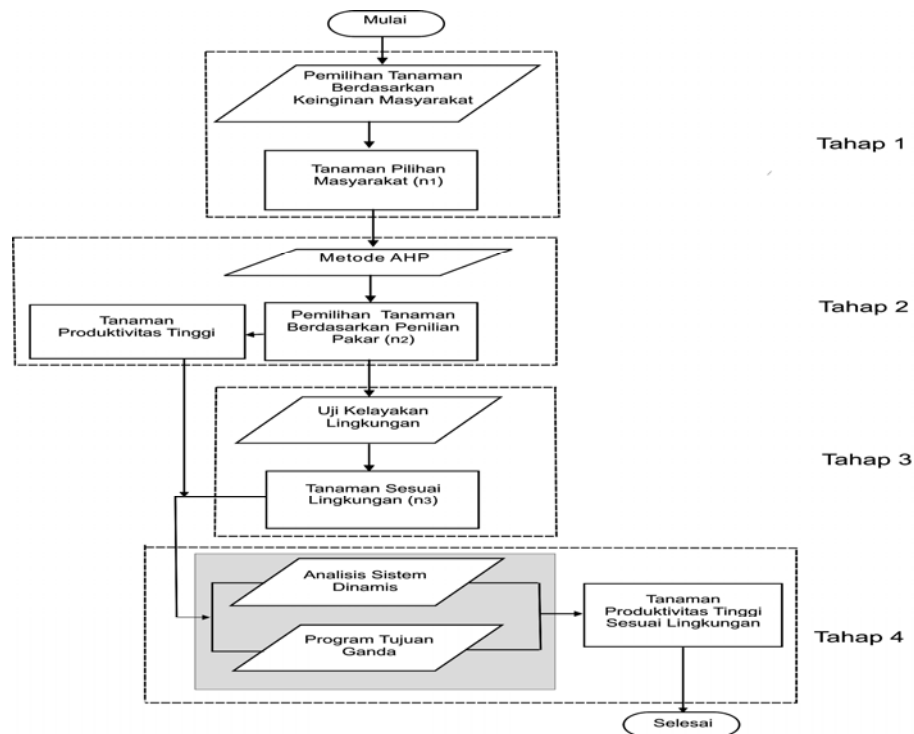 Mulai
Pemilihan Tanaman
Berdasarkan
Keinginan Masyarakat
Tanaman Pilihan
Masyarakat (n1)
Tahap 1
Metode AHP
Tanaman
Produktivitas Tinggi
Pemilihan Tanaman
Berdasarkan Penilian
Pakar (n2)
Tahap 2
Uji Kelayakan
Lingkungan
Tanaman Sesuai
Lingkungan (n3)
Tahap 3
Analisis Sistem
Dinamis
Program Tujuan
Ganda
Tanaman
Produktivitas Tinggi
Sesuai Lingkungan
Tahap 4
Selesai